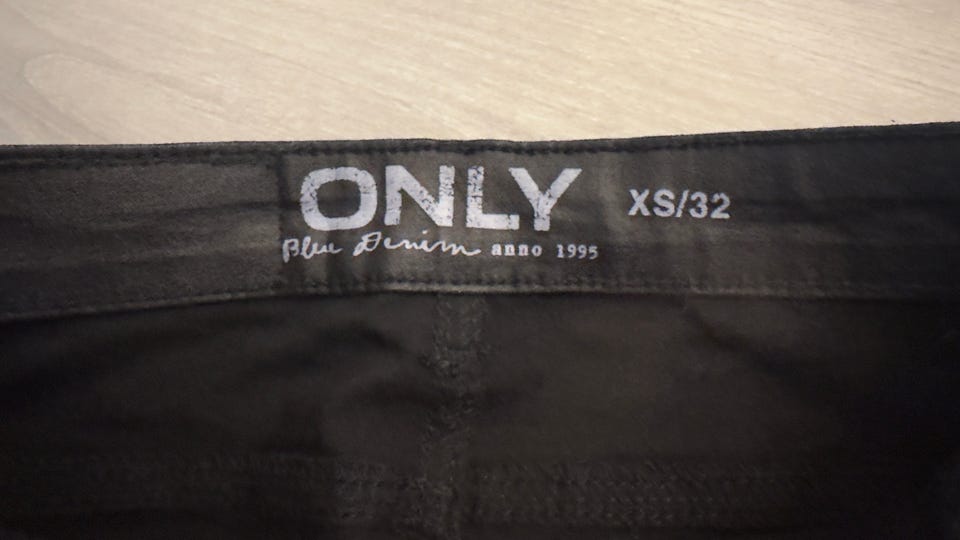 ONLY
XS/32
Blue Denim anno 1995